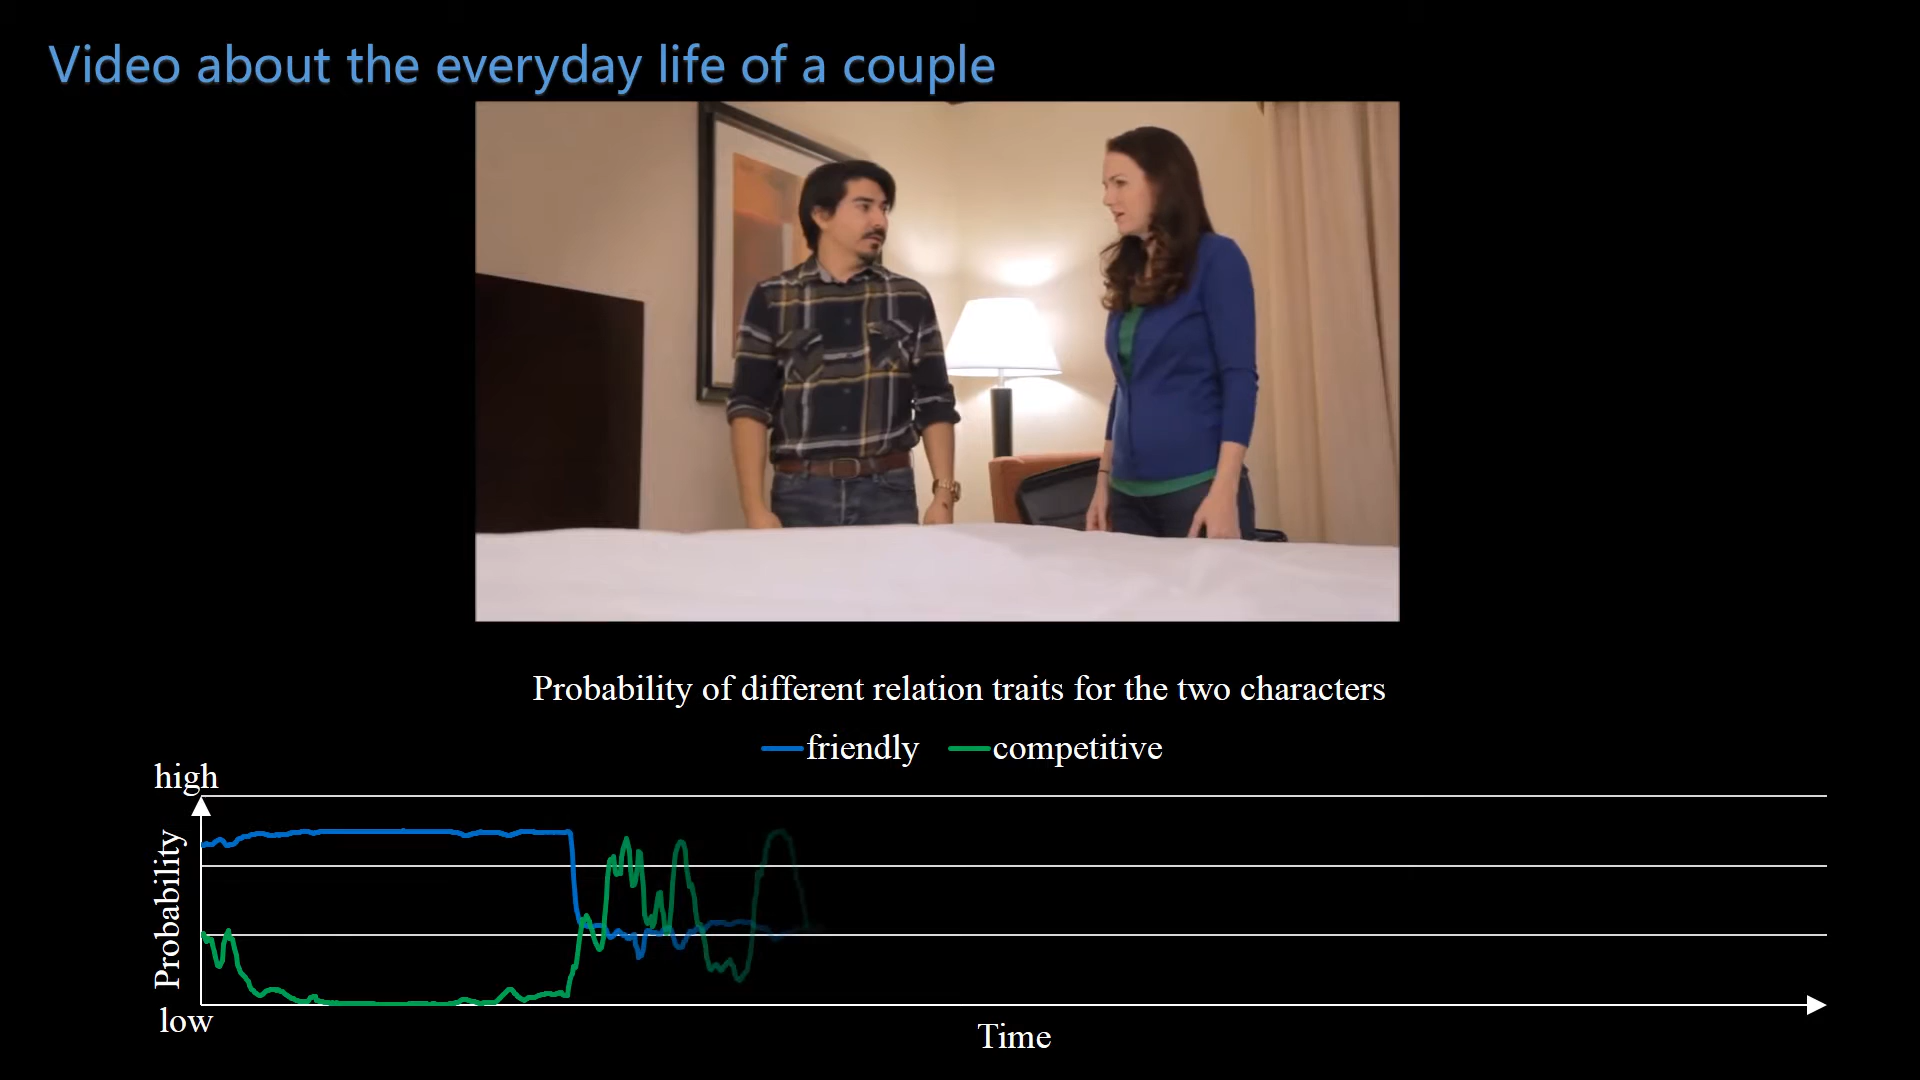 Video about the everyday life of a couple
Probability of different relation traits for the two characters
friendly competitive
high
Probability
low
Time